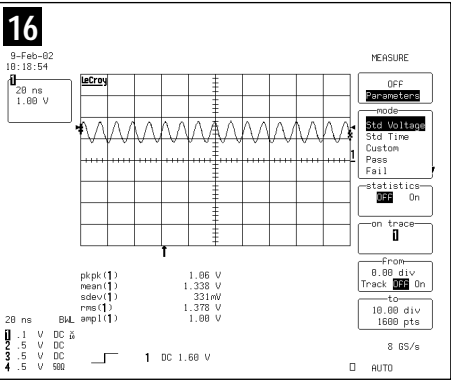 16
9-Feb-02
10:18:54
1
20 ns
1.00 V
LeCroy
1
MEASURE
OFF
Parameters
mode
Std Voltage
Std Time
Custom
Pass
Fail
statistics
OFF On
on trace
1
From
0.00 div
Track OFF On
to
10.00 div
1600 pts
pkpk(1) 1.06 V
mean(1) 1.338 V
sdev(1) 331mV
rms(1) 1.378 V
ampl(1) 1.00 V
20 ns BWL
1 .1 V DC
2 .5 V DC
3 .5 V DC
4 .5 V 50Ω
1 DC 1.60 V
8 GS/s
AUTO